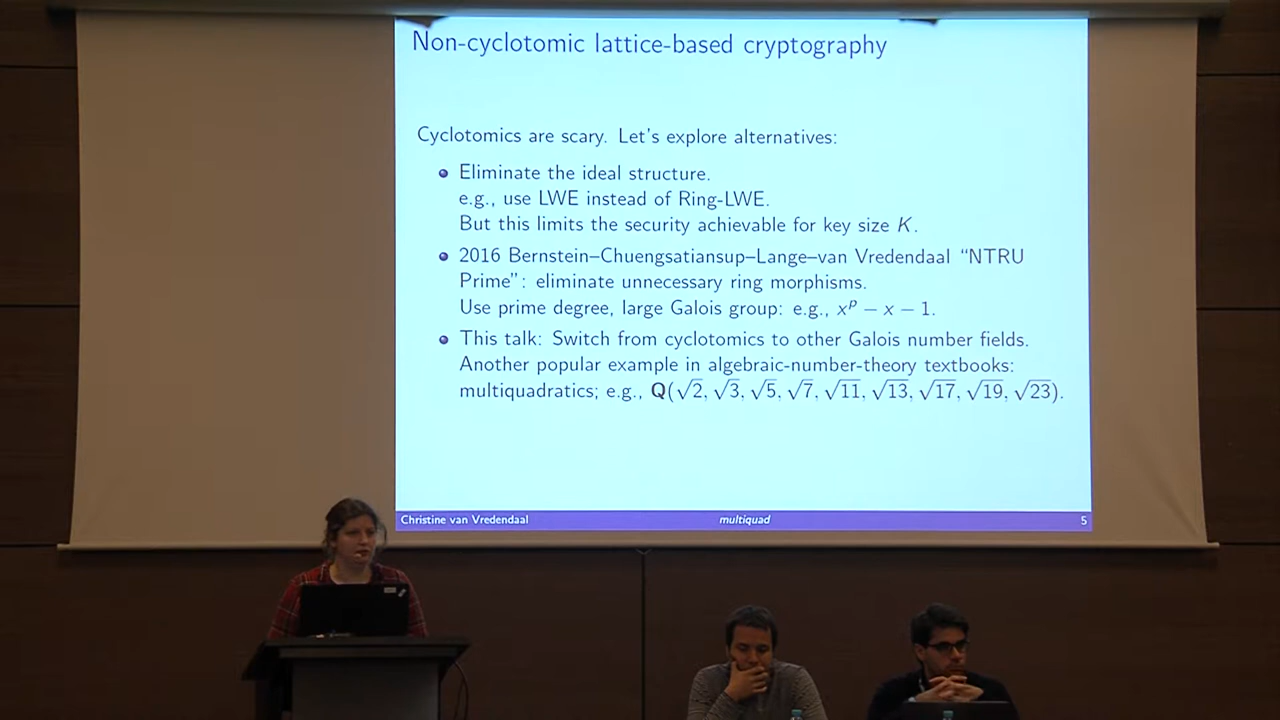 Non-cyclotomic lattice-based cryptography
Cyclotomics are scary. Let's explore alternatives:
Eliminate the ideal structure.
e.g., use LWE instead of Ring-LWE.
But this limits the security achievable for key size K.
2016 Bernstein–Chuengsatiansup–Lange–van Vredendaal “NTRU
Prime”: eliminate unnecessary ring morphisms.
Use prime degree, large Galois group: e.g., xᵖ − x − 1.
This talk: Switch from cyclotomics to other Galois number fields.
Another popular example in algebraic-number-theory textbooks:
multiquadratics; e.g., Q(√2, √3, √5, √7, √11, √13, √17, √19, √23).
Christine van Vredendaal multiquad 5